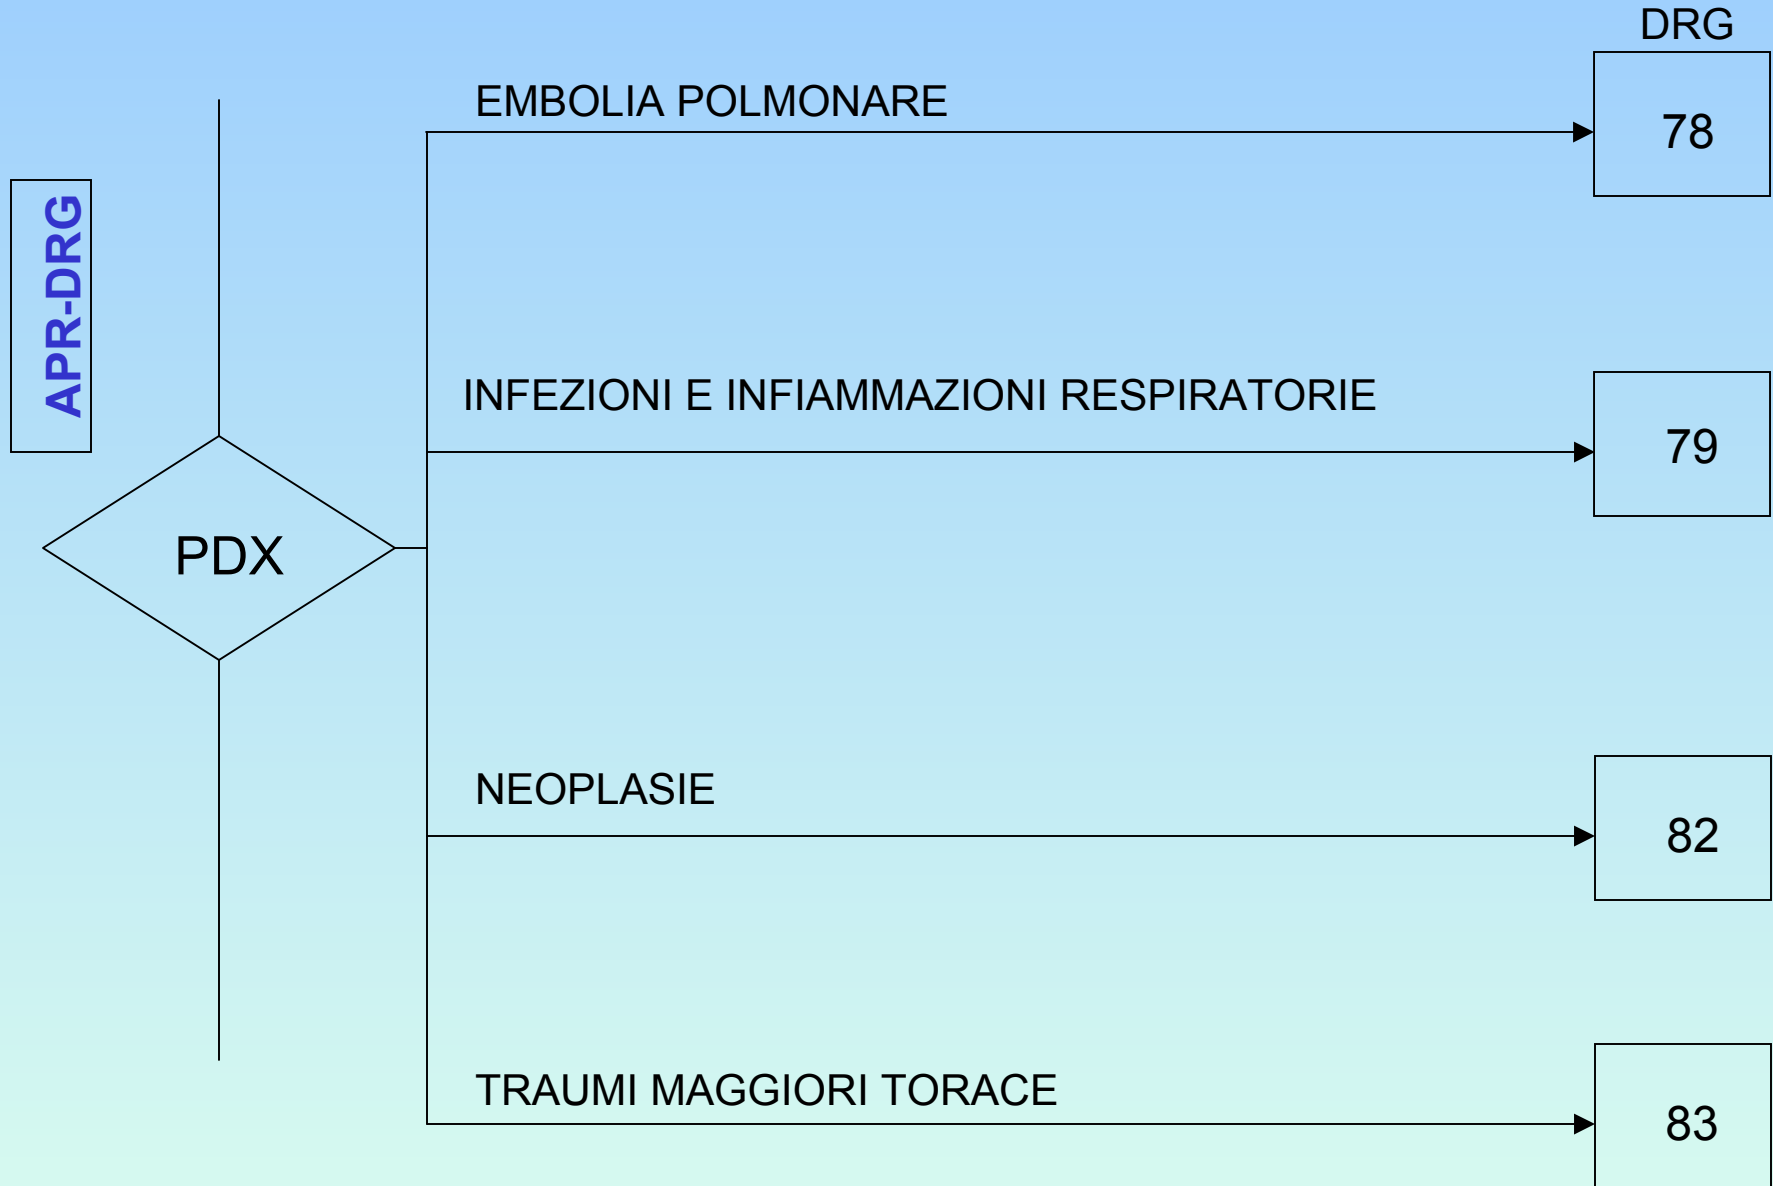 DRG
EMBOLIA POLMONARE
78
APR-DRG
INFEZIONI E INFIAMMAZIONI RESPIRATORIE
79
PDX
NEOPLASIE
82
TRAUMI MAGGIORI TORACE
83